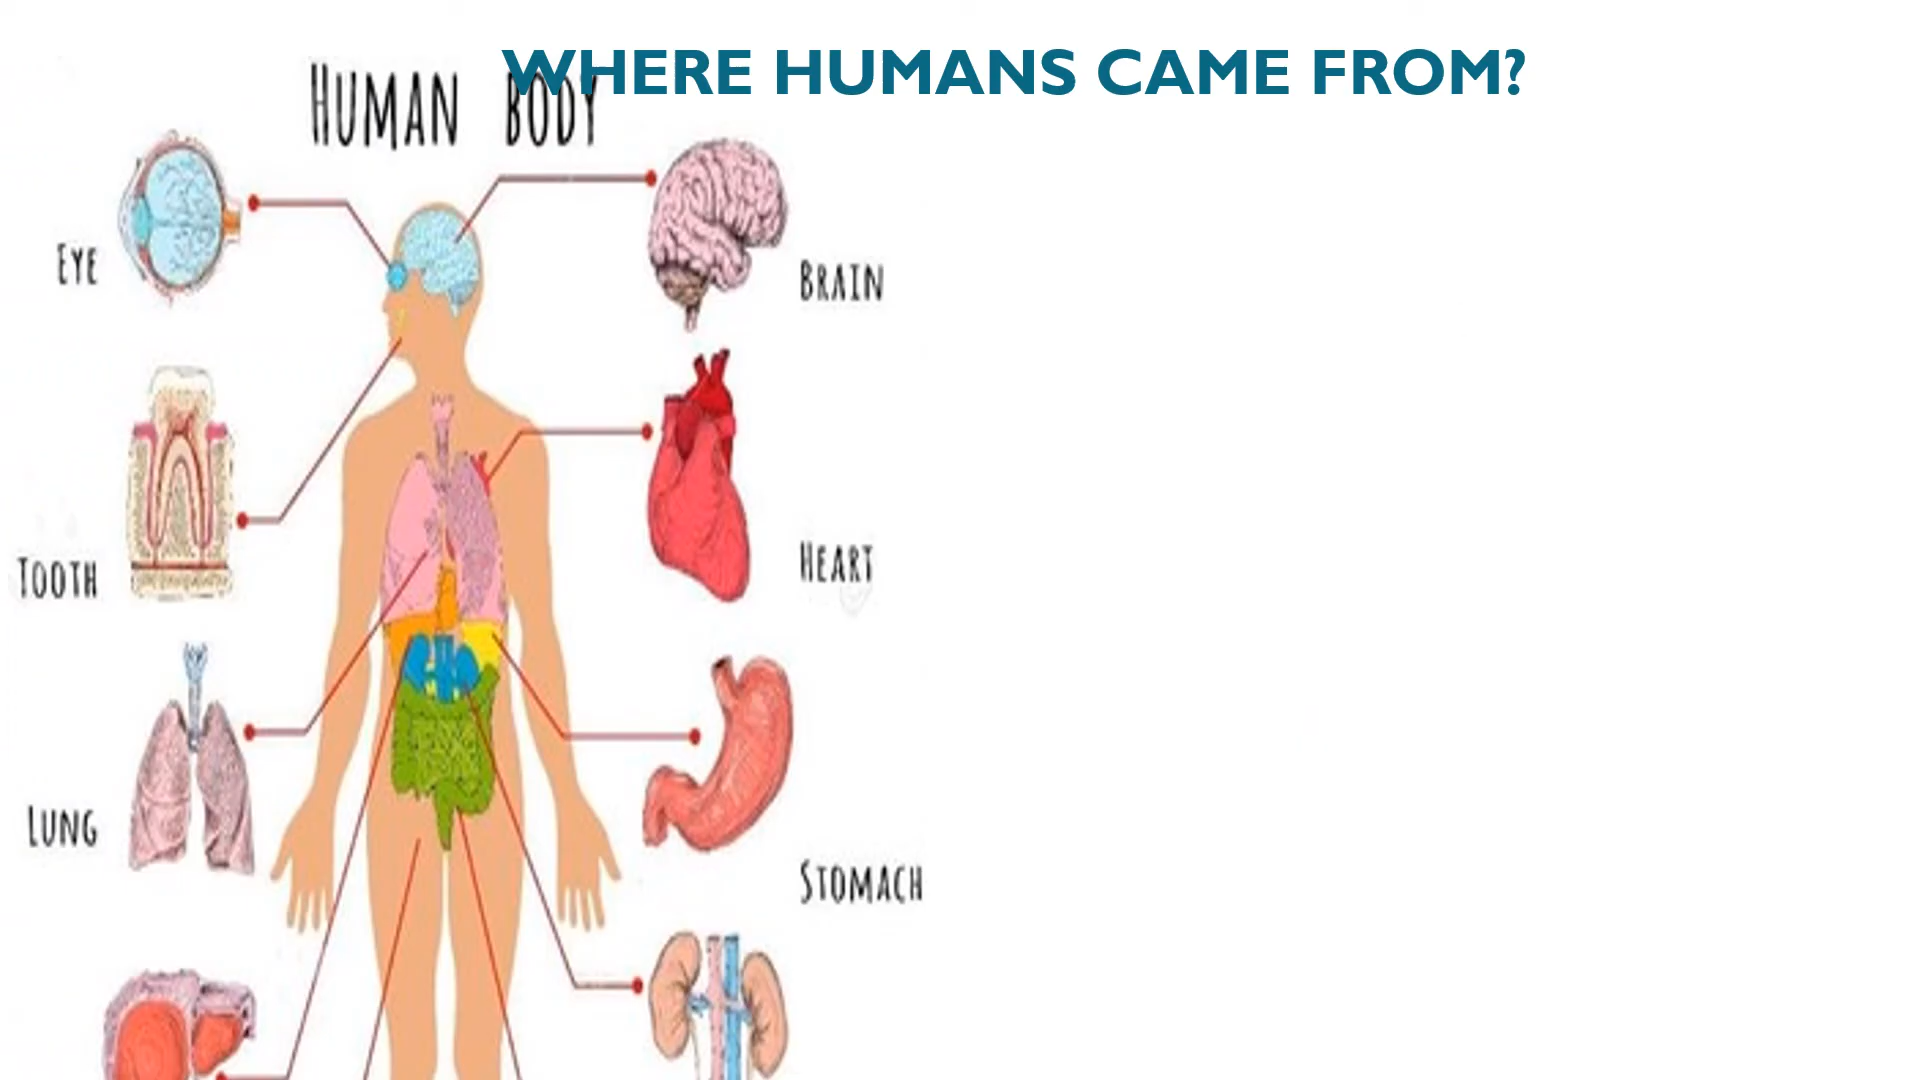 WHERE HUMANS CAME FROM?
HUMAN BODY
EYE
BRAIN
TOOTH
HEART
LUNG
STOMACH